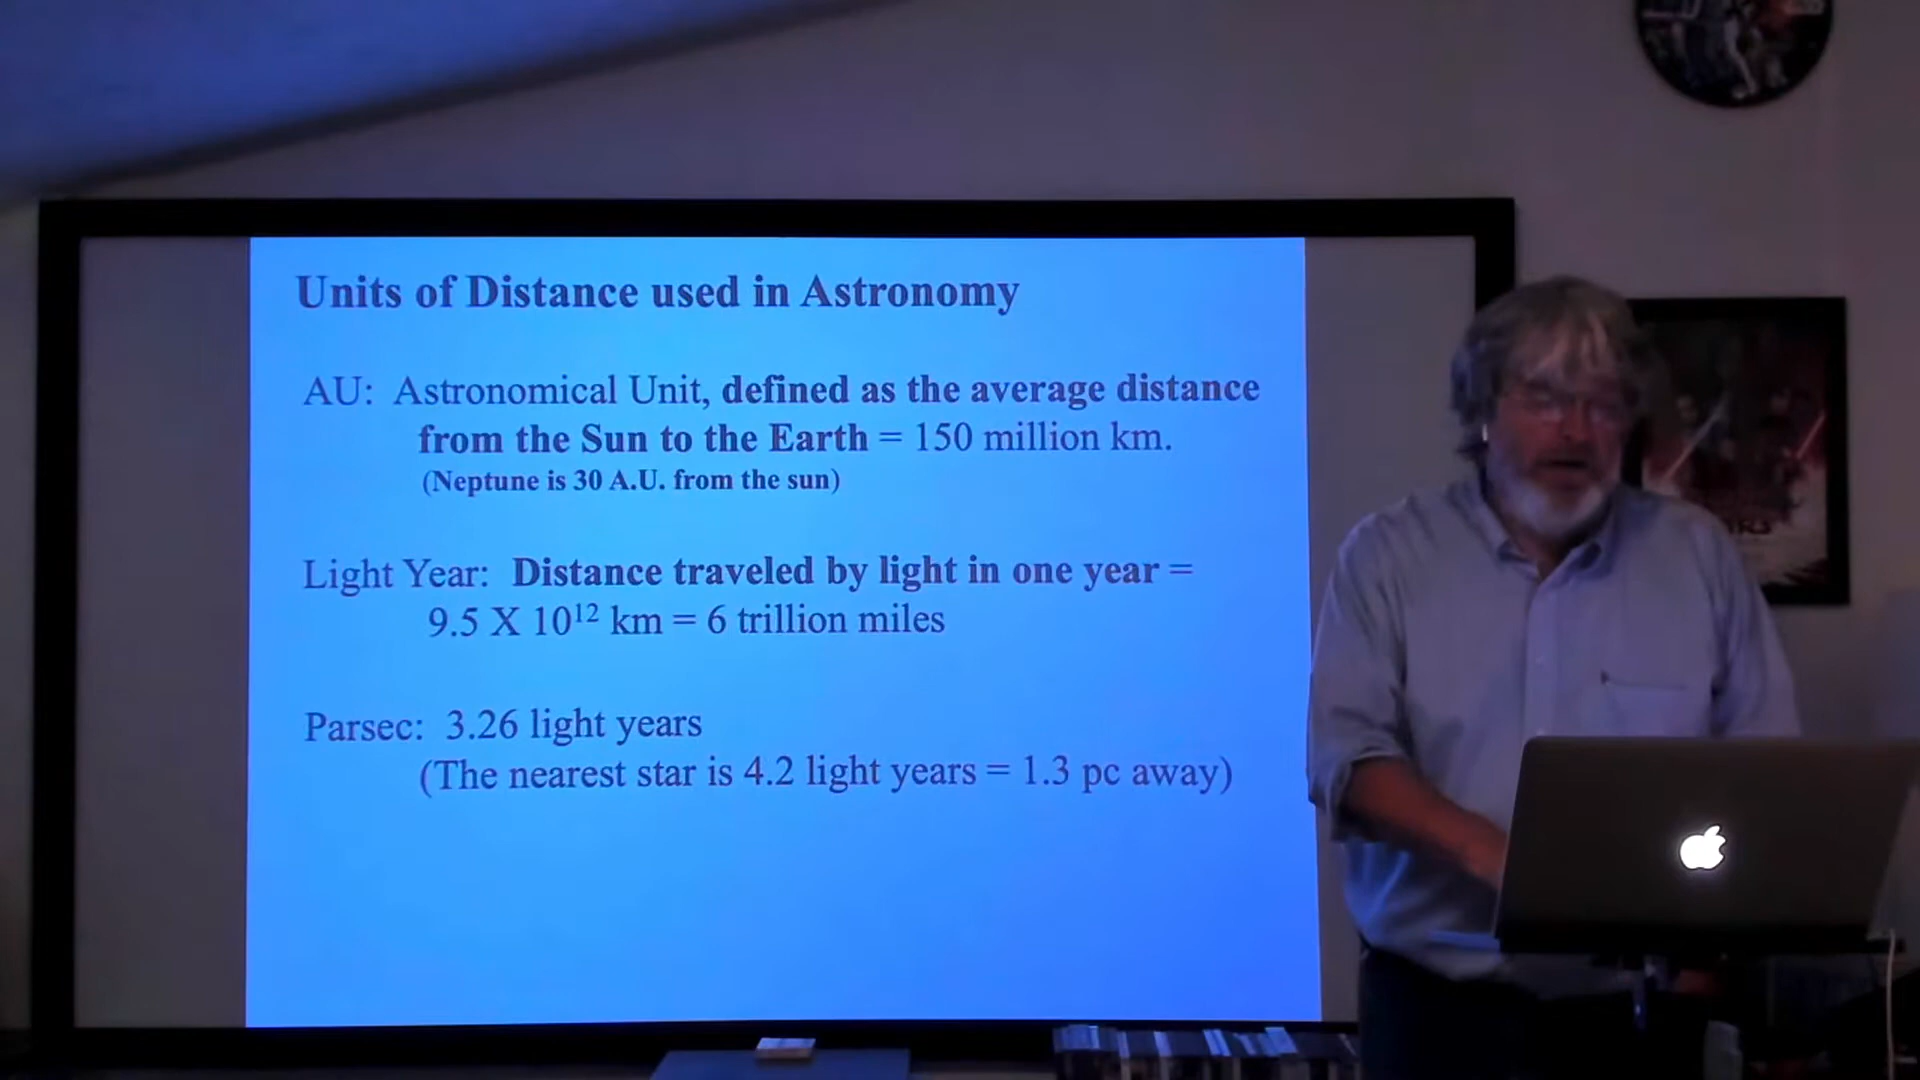 Units of Distance used in Astronomy
AU: Astronomical Unit, defined as the average distance
from the Sun to the Earth = 150 million km.
(Neptune is 30 A.U. from the sun)
Light Year: Distance traveled by light in one year =
9.5 X 10¹² km = 6 trillion miles
Parsec: 3.26 light years
(The nearest star is 4.2 light years = 1.3 pc away)